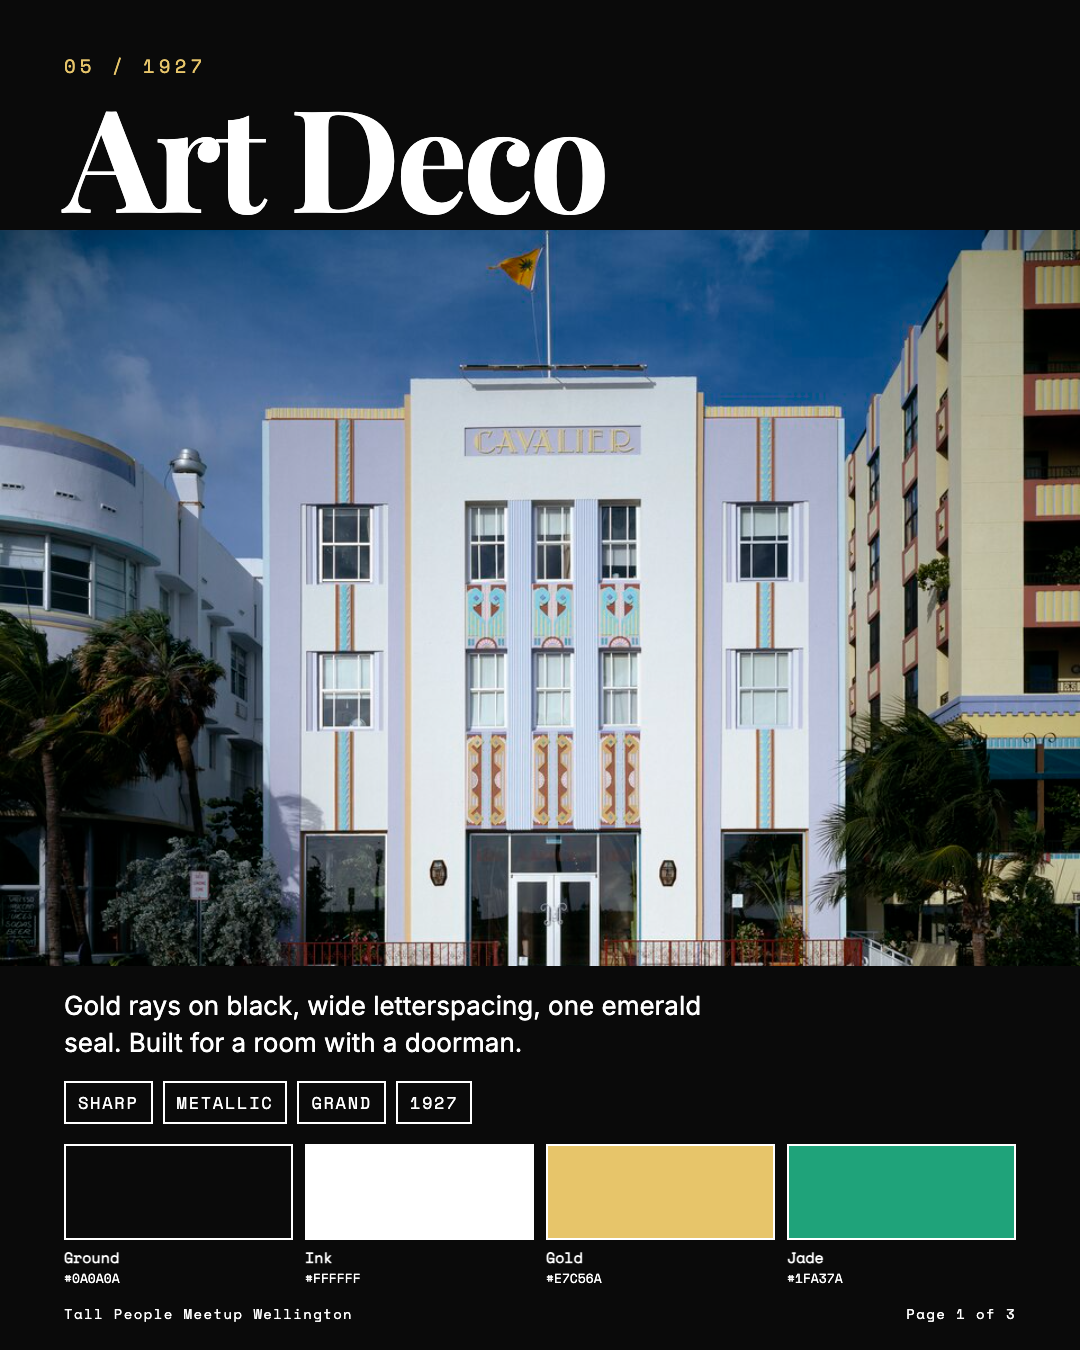 05 / 1927
Art Deco
CAVALIER
Gold rays on black, wide letterspacing, one emerald
seal. Built for a room with a doorman.
SHARP
METALLIC
GRAND
1927
Ground
#0A0A0A
Ink
#FFFFFF
Gold
#E7C56A
Jade
#1FA37A
Tall People Meetup Wellington
Page 1 of 3